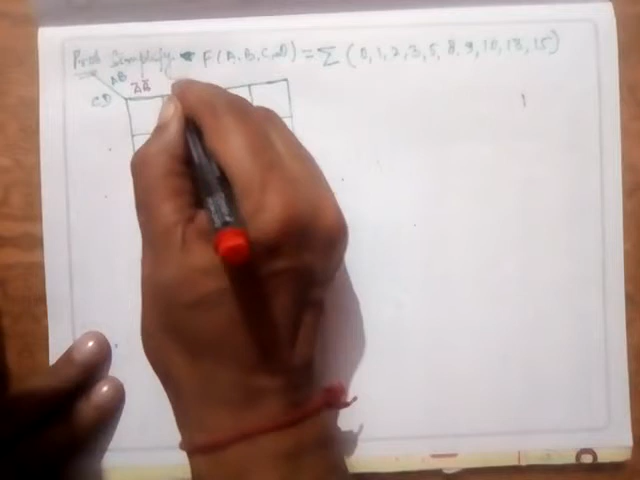 Prob Simplify F(A,B,C,D) = Σ (0,1,2,3,5,8,9,10,13,15)
AB
CD
A̅B̅